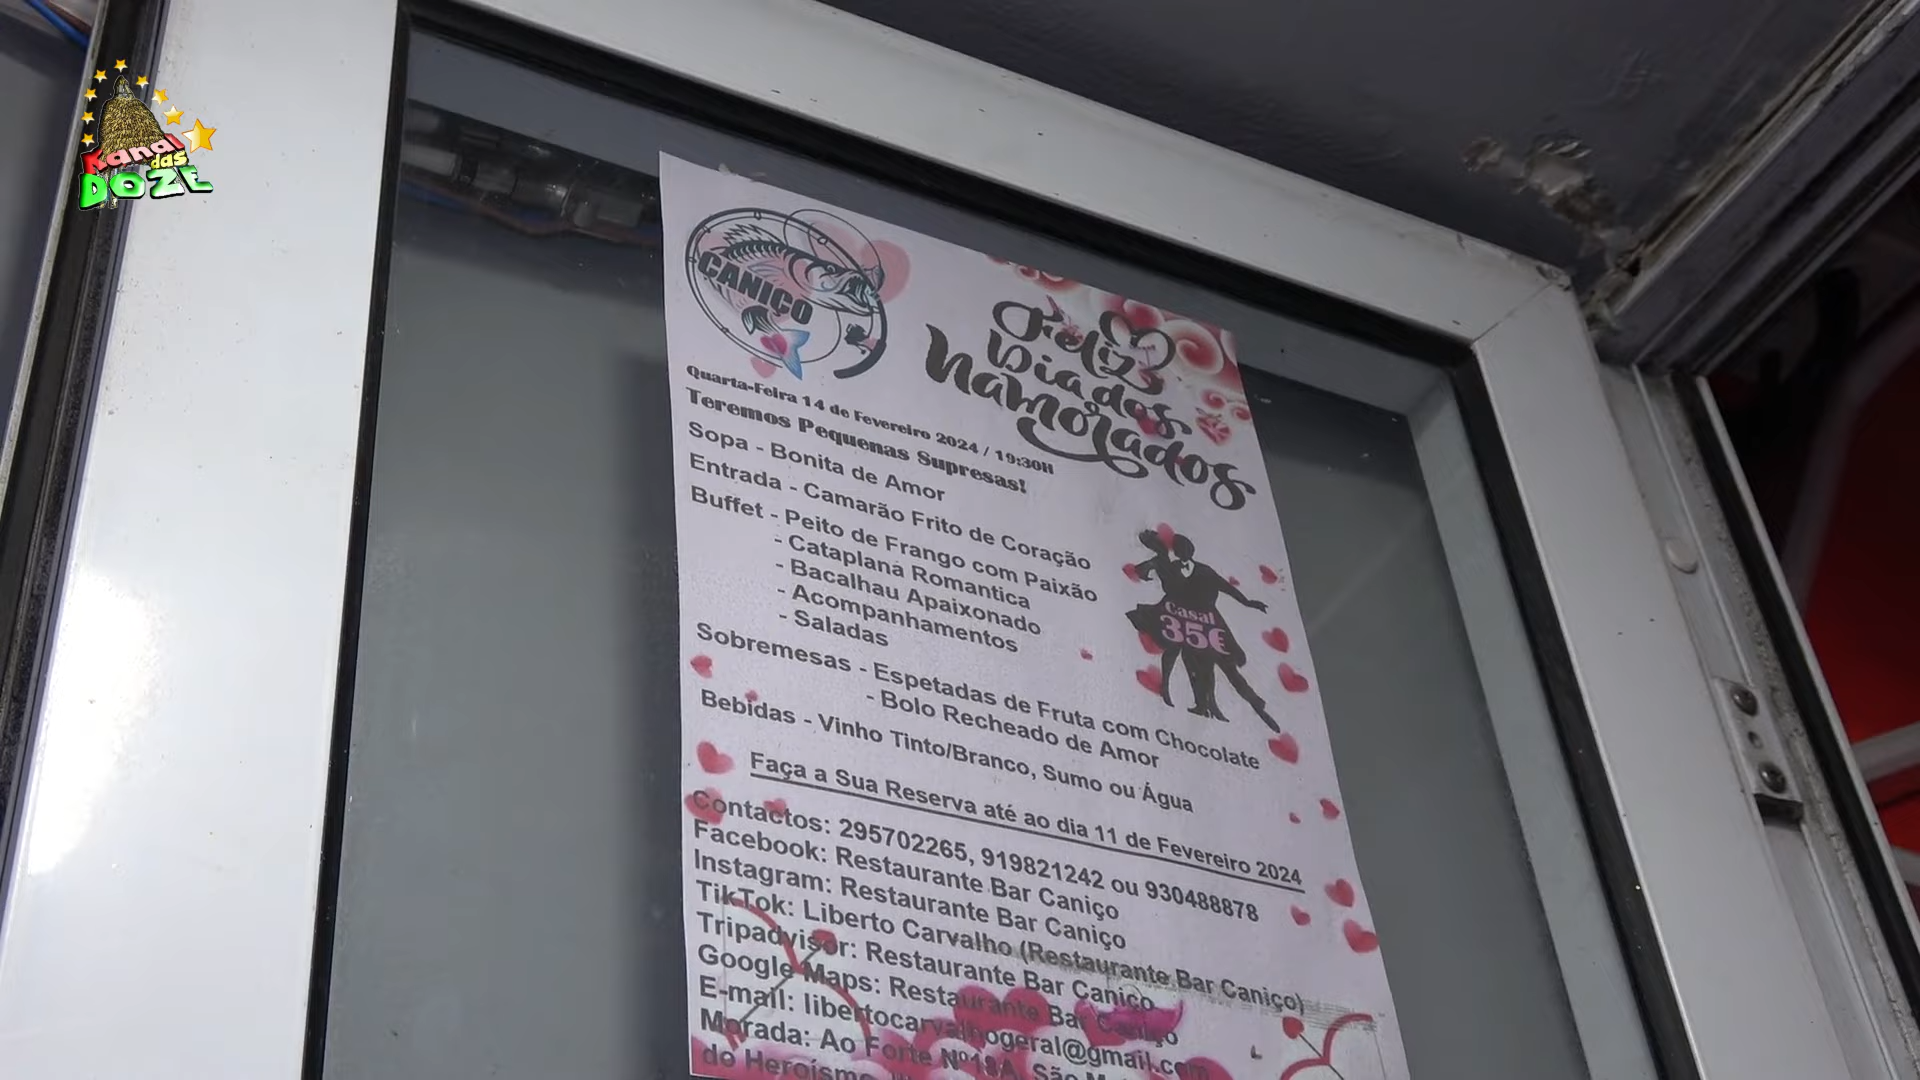 Kanal
das
DOZE
CANIÇO
Feliz
Dia dos
Namorados
Quarta-Feira 14 de Fevereiro 2024 / 19:30H
Teremos Pequenas Supresas!
Sopa - Bonita de Amor
Entrada - Camarão Frito de Coração
Buffet - Peito de Frango com Paixão
- Cataplana Romantica
- Bacalhau Apaixonado
- Acompanhamentos
- Saladas
Casal
35€
Sobremesas - Espetadas de Fruta com Chocolate
- Bolo Recheado de Amor
Bebidas - Vinho Tinto/Branco, Sumo ou Água
Faça a Sua Reserva até ao dia 11 de Fevereiro 2024
Contactos: 295702265, 919821242 ou 930488878
Facebook: Restaurante Bar Caniço
Instagram: Restaurante Bar Caniço
TikTok: Liberto Carvalho (Restaurante Bar Caniço)
Tripadvisor: Restaurante Bar Caniço
Google Maps: Restaurante Bar Caniço
E-mail: libertocarvalhogeral@gmail.com
Morada: Ao Forte Nº18A, São
do Heroísmo